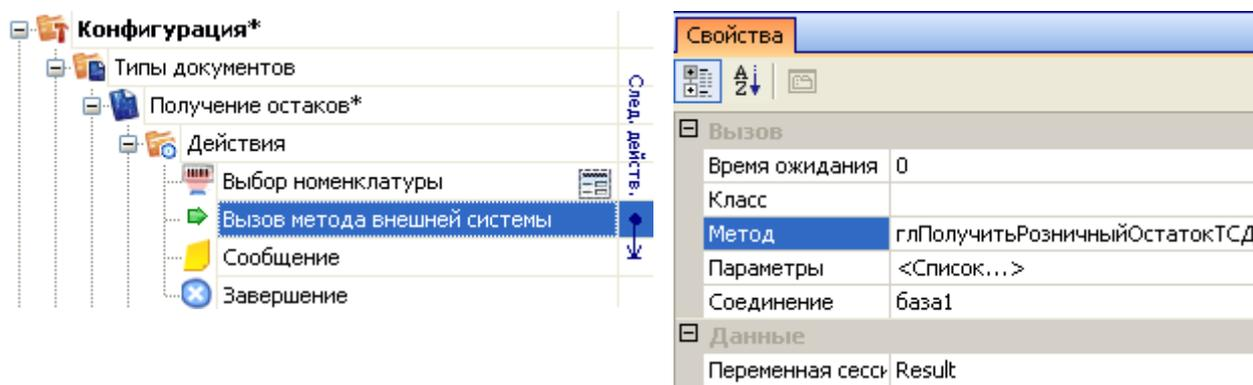 Конфигурация*
Типы документов
Получение остаков*
Действия
Выбор номенклатуры
Вызов метода внешней системы
Сообщение
Завершение
След. действ.
Свойства
Вызов
Время ожидания 0
Класс
Метод глПолучитьРозничныйОстатокТСД
Параметры <Список...>
Соединение база1
Данные
Переменная сесси Result